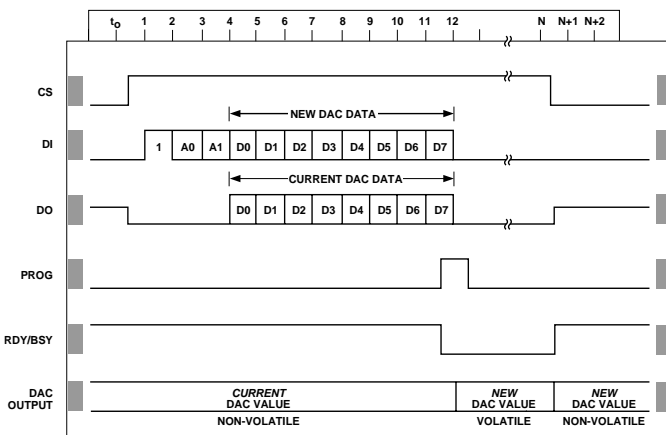 to 1 2 3 4 5 6 7 8 9 10 11 12 N N+1 N+2
CS
NEW DAC DATA
DI 1 A0 A1 D0 D1 D2 D3 D4 D5 D6 D7
CURRENT DAC DATA
DO D0 D1 D2 D3 D4 D5 D6 D7
PROG
RDY/BSY
DAC OUTPUT
CURRENT DAC VALUE
NON-VOLATILE
NEW DAC VALUE
VOLATILE
NEW DAC VALUE
NON-VOLATILE